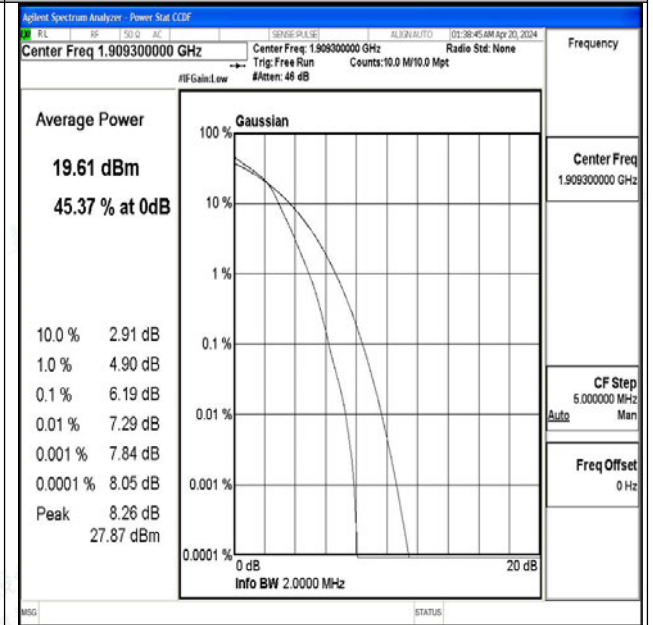 Agilent Spectrum Analyzer - Power Stat CCDF
RL RF 50 Ω AC SENSE:PULSE ALIGN AUTO 01:38:45 AM Apr 20, 2024
Center Freq 1.909300000 GHz
Center Freq: 1.909300000 GHz Radio Std: None
Trig: Free Run Counts:10.0 M/10.0 Mpt
#IFGain:Low #Atten: 46 dB
Frequency
Average Power
19.61 dBm
45.37 % at 0dB
10.0 % 2.91 dB
1.0 % 4.90 dB
0.1 % 6.19 dB
0.01 % 7.29 dB
0.001 % 7.84 dB
0.0001 % 8.05 dB
Peak 8.26 dB
27.87 dBm
Gaussian
100 %
10 %
1 %
0.1 %
0.01 %
0.001 %
0.0001 %
0 dB 20 dB
Info BW 2.0000 MHz
Center Freq
1.909300000 GHz
CF Step
5.000000 MHz
Auto Man
Freq Offset
0 Hz
MSG STATUS